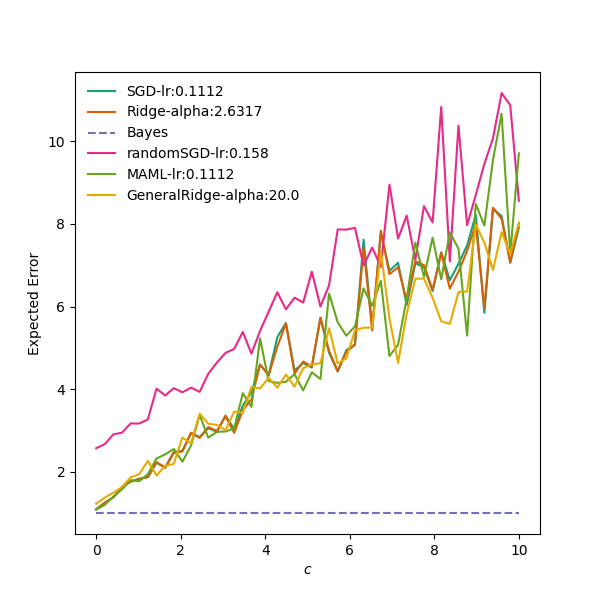 SGD-lr:0.1112
Ridge-alpha:2.6317
Bayes
randomSGD-lr:0.158
MAML-lr:0.1112
GeneralRidge-alpha:20.0
10
8
6
4
2
Expected Error
0 2 4 6 8 10
c